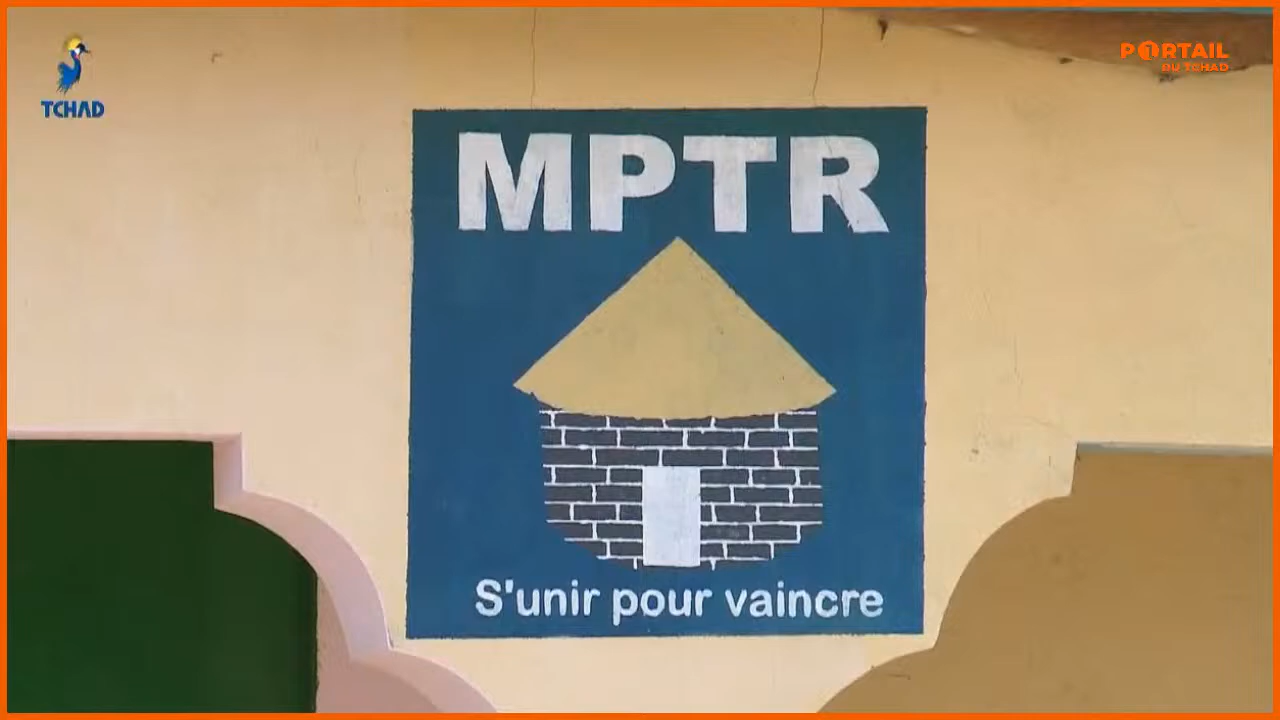 TCHAD
PORTAIL
DU TCHAD
MPTR
S'unir pour vaincre